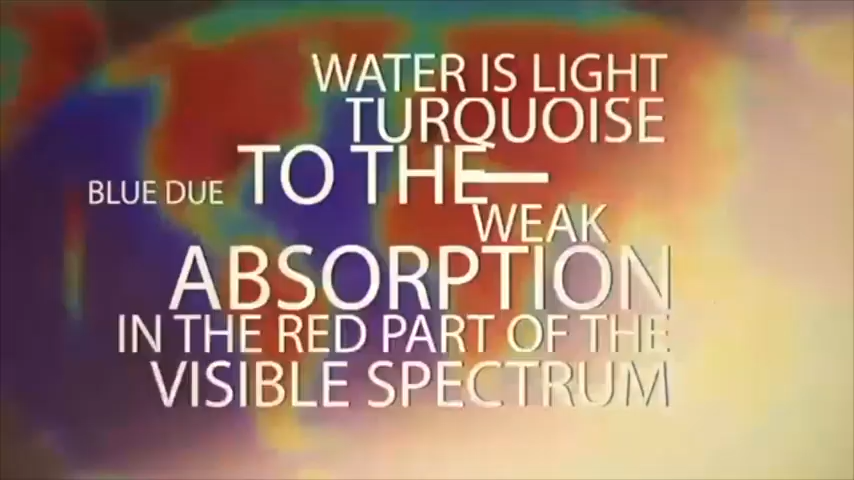 WATER IS LIGHT
TURQUOISE
BLUE DUE TO THE
WEAK
ABSORPTION
IN THE RED PART OF THE
VISIBLE SPECTRUM